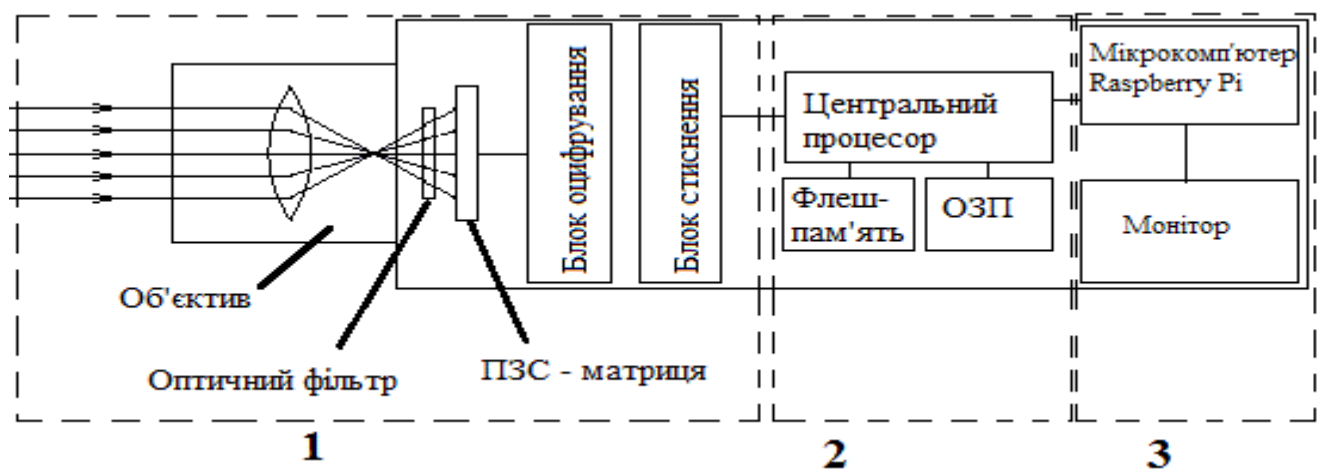 Об'єктив
Оптичний фільтр
ПЗС - матриця
Блок оцифрування
Блок стиснення
1
Центральний
процесор
Флеш-
пам'ять
ОЗП
2
Мікрокомп'ютер
Raspberry Pi
Монітор
3